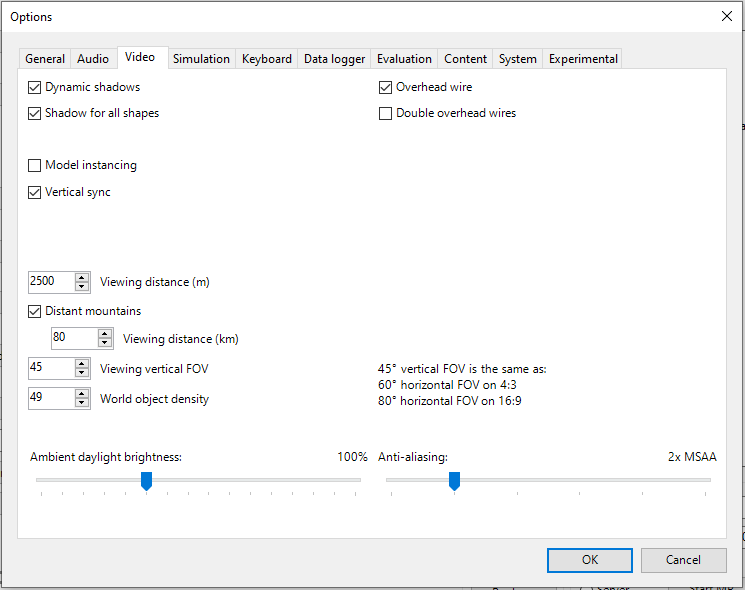 Options
General Audio Video Simulation Keyboard Data logger Evaluation Content System Experimental
Dynamic shadows
Overhead wire
Shadow for all shapes
Double overhead wires
Model instancing
Vertical sync
2500 Viewing distance (m)
Distant mountains
80 Viewing distance (km)
45 Viewing vertical FOV
49 World object density
45° vertical FOV is the same as:
60° horizontal FOV on 4:3
80° horizontal FOV on 16:9
Ambient daylight brightness: 100%
Anti-aliasing: 2x MSAA
OK Cancel